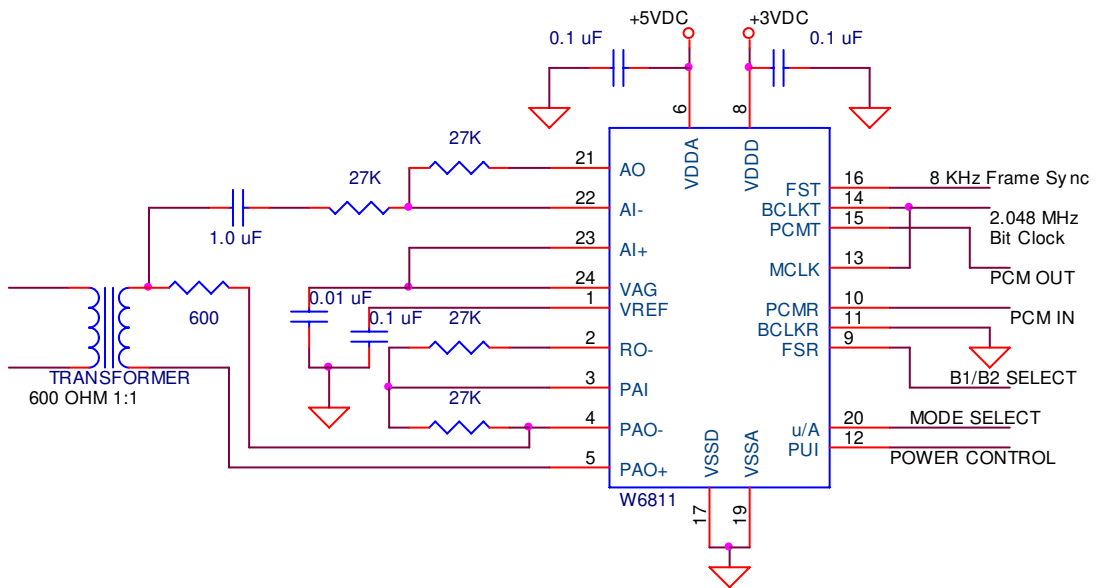 +5VDC
+3VDC
0.1 uF
0.1 uF
6
8
VDDA
VDDD
27K
21
AO
27K
22
AI-
1.0 uF
23
AI+
24
VAG
0.01 uF
1
VREF
0.1 uF
600
27K
2
RO-
3
PAI
27K
4
PAO-
5
PAO+
TRANSFORMER
600 OHM 1:1
16
FST
8 KHz Frame Sync
14
BCLKT
2.048 MHz
Bit Clock
15
PCMT
13
MCLK
PCM OUT
10
PCMR
PCM IN
11
BCLKR
9
FSR
B1/B2 SELECT
20
u/A
MODE SELECT
12
PUI
POWER CONTROL
VSSD
VSSA
W6811
17
19